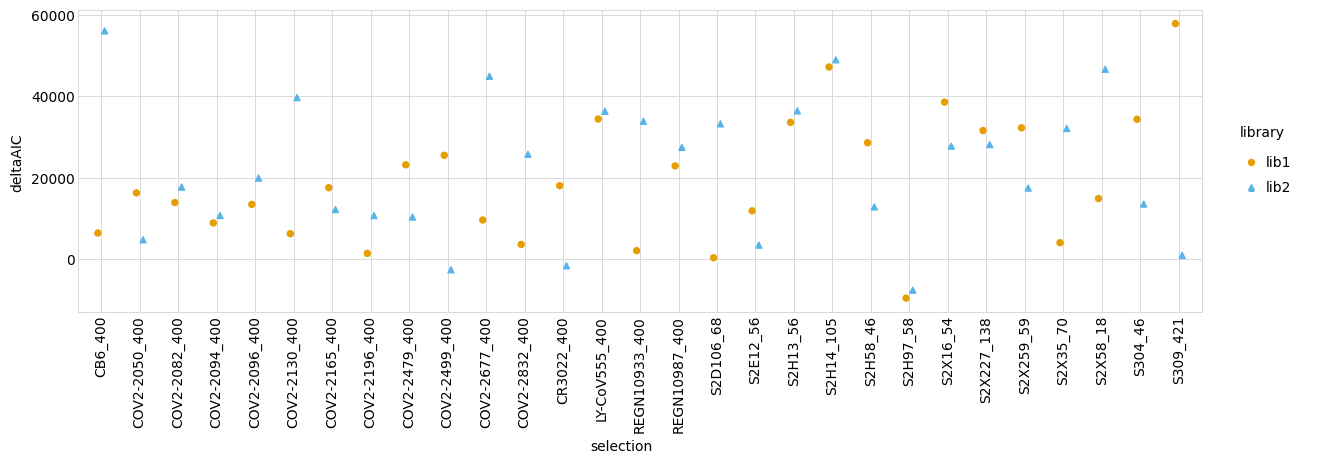 60000
40000
20000
0
deltaAIC
CB6_400
COV2-2050_400
COV2-2082_400
COV2-2094_400
COV2-2096_400
COV2-2130_400
COV2-2165_400
COV2-2196_400
COV2-2479_400
COV2-2499_400
COV2-2677_400
COV2-2832_400
CR3022_400
LY-CoV555_400
REGN10933_400
REGN10987_400
S2D106_68
S2E12_56
S2H13_56
S2H14_105
S2H58_46
S2H97_58
S2X16_54
S2X227_138
S2X259_59
S2X35_70
S2X58_18
S304_46
S309_421
selection
library
lib1
lib2